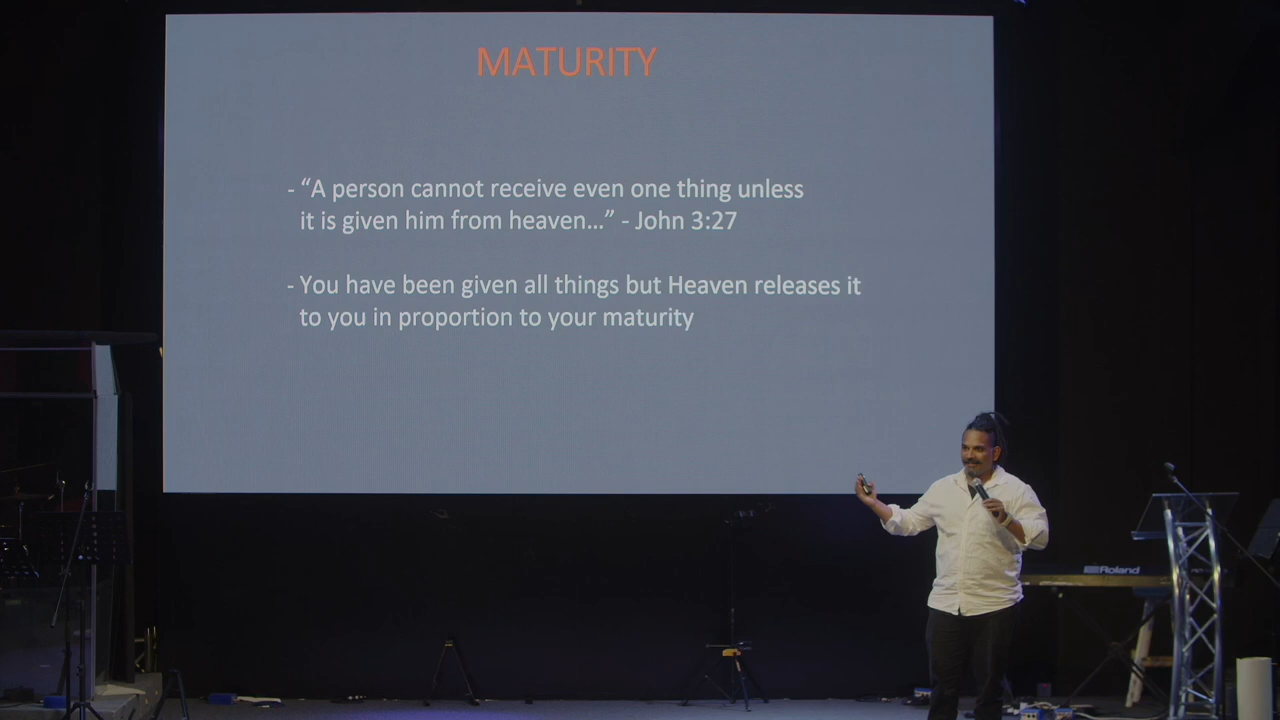 MATURITY
- “A person cannot receive even one thing unless
it is given him from heaven...” - John 3:27
- You have been given all things but Heaven releases it
to you in proportion to your maturity
Roland